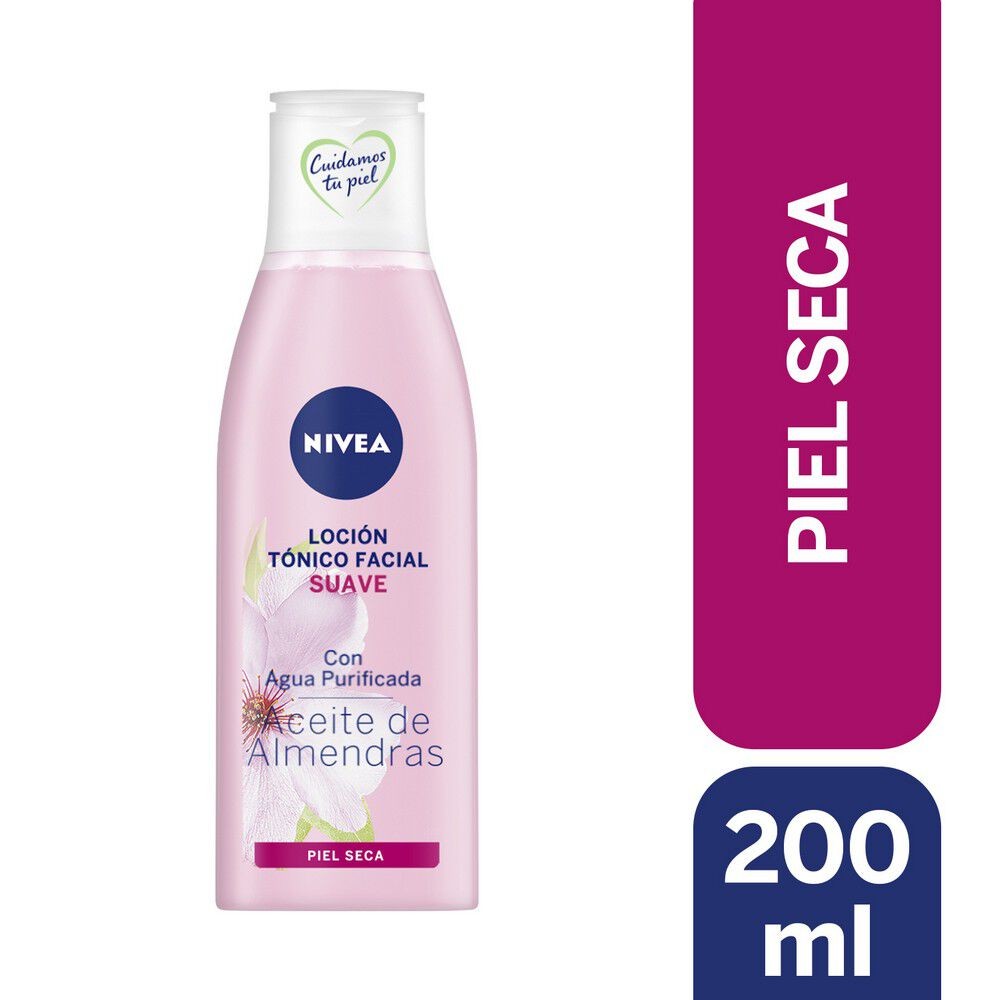 Cuidamos
tu piel
NIVEA
LOCIÓN
TÓNICO FACIAL
SUAVE
Con
Agua Purificada
Aceite de
Almendras
PIEL SECA
PIEL SECA
200
ml